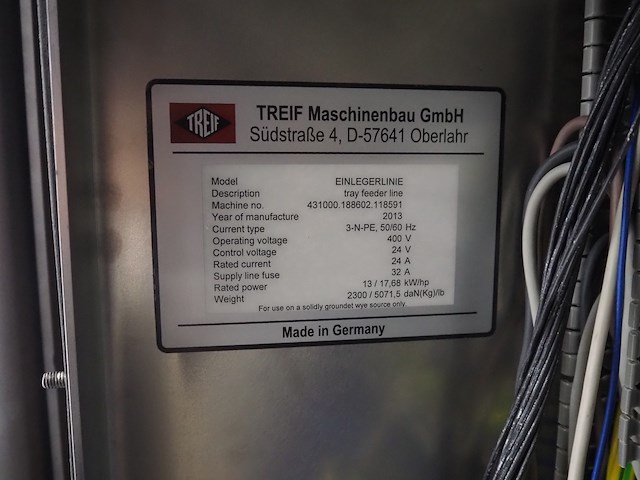 TREIF
TREIF Maschinenbau GmbH
Südstraße 4, D-57641 Oberlahr
Model EINLEGERLINIE
Description tray feeder line
Machine no. 431000.188602.118591
Year of manufacture 2013
Current type 3-N-PE, 50/60 Hz
Operating voltage 400 V
Control voltage 24 V
Rated current 24 A
Supply line fuse 32 A
Rated power 13 / 17,68 kW/hp
Weight 2300 / 5071,5 daN(Kg)/lb
For use on a solidly groundet wye source only
Made in Germany